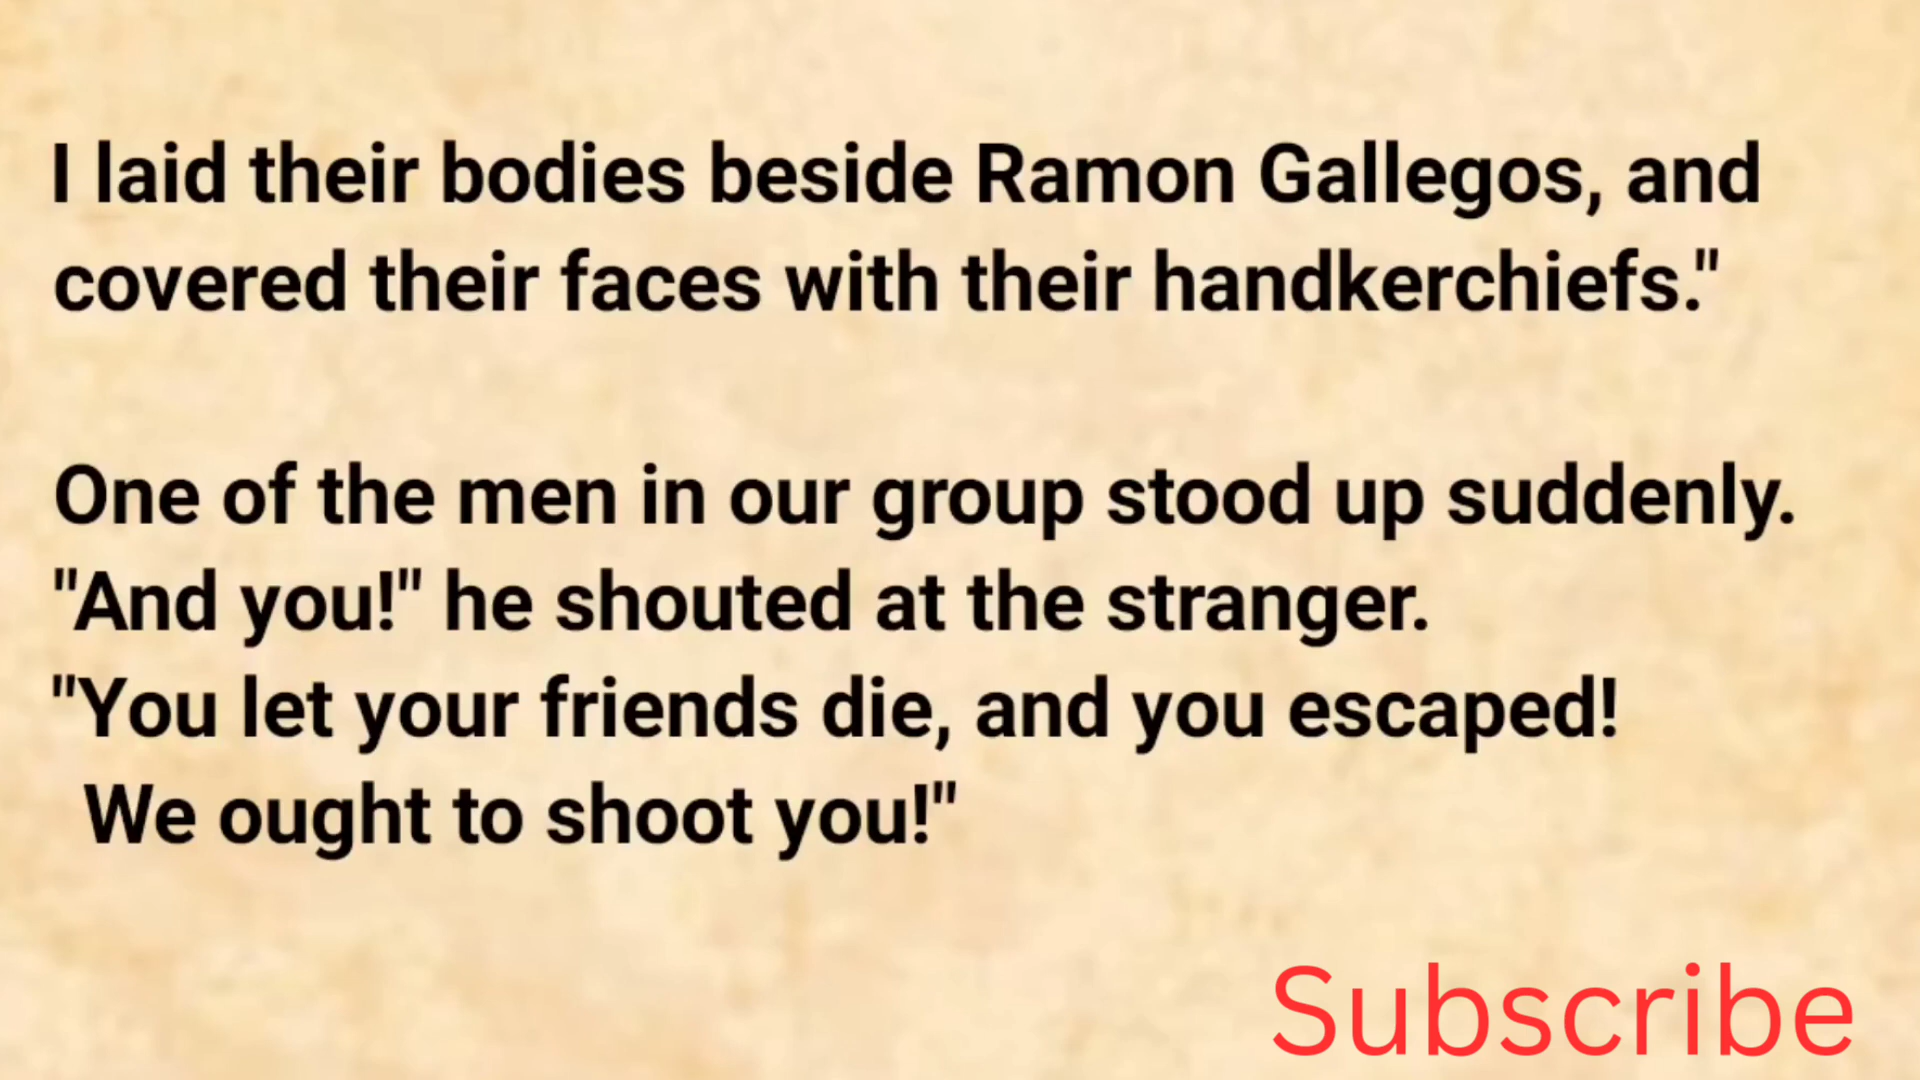 I laid their bodies beside Ramon Gallegos, and
covered their faces with their handkerchiefs."
One of the men in our group stood up suddenly.
"And you!" he shouted at the stranger.
"You let your friends die, and you escaped!
We ought to shoot you!"
Subscribe